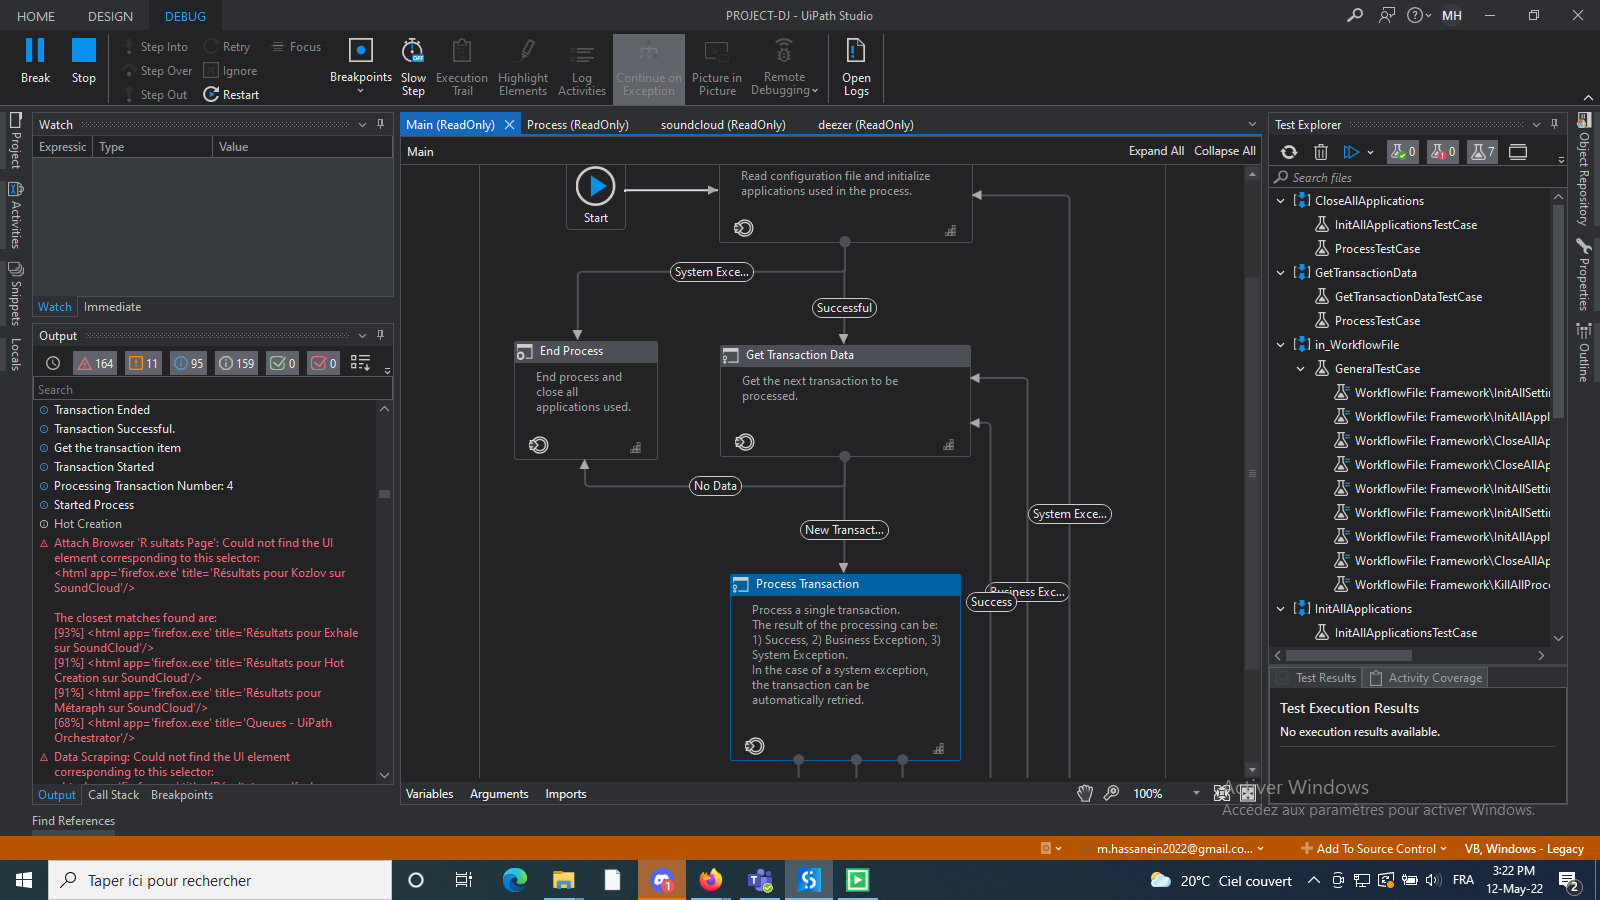 HOME DESIGN DEBUG
PROJECT-DJ - UiPath Studio
MH
Break
Stop
Step Into
Step Over
Step Out
Retry
Ignore
Restart
Focus
Breakpoints
Slow
Step
OFF
Execution
Trail
Highlight
Elements
Log
Activities
Continue on
Exception
Picture in
Picture
Remote
Debugging
Open
Logs
Project
Activities
Snippets
Locals
Watch
Expressic Type Value
Watch Immediate
Output
164 11 95 159 0 0
Search
Transaction Ended
Transaction Successful.
Get the transaction item
Transaction Started
Processing Transaction Number: 4
Started Process
Hot Creation
Attach Browser 'R sultats Page': Could not find the UI
element corresponding to this selector:
<html app='firefox.exe' title='Résultats pour Kozlov sur
SoundCloud'/>
The closest matches found are:
[93%] <html app='firefox.exe' title='Résultats pour Exhale
sur SoundCloud'/>
[91%] <html app='firefox.exe' title='Résultats pour Hot
Creation sur SoundCloud'/>
[91%] <html app='firefox.exe' title='Résultats pour
Métaraph sur SoundCloud'/>
[68%] <html app='firefox.exe' title='Queues - UiPath
Orchestrator'/>
Data Scraping: Could not find the UI element
corresponding to this selector:
Output Call Stack Breakpoints
Find References
Main (ReadOnly) Process (ReadOnly) soundcloud (ReadOnly) deezer (ReadOnly)
Main
Expand All Collapse All
Start
Read configuration file and initialize
applications used in the process.
System Exce...
Successful
End Process
End process and
close all
applications used.
Get Transaction Data
Get the next transaction to be
processed.
No Data
New Transact...
System Exce...
Business Exc...
Success
Process Transaction
Process a single transaction.
The result of the processing can be:
1) Success, 2) Business Exception, 3)
System Exception.
In the case of a system exception,
the transaction can be
automatically retried.
Variables Arguments Imports
100%
Test Explorer
0 0 7
Search files
CloseAllApplications
InitAllApplicationsTestCase
ProcessTestCase
GetTransactionData
GetTransactionDataTestCase
ProcessTestCase
in_WorkflowFile
GeneralTestCase
WorkflowFile: Framework\InitAllSetti
WorkflowFile: Framework\InitAllAppl
WorkflowFile: Framework\CloseAllAp
WorkflowFile: Framework\CloseAllAp
WorkflowFile: Framework\InitAllSetti
WorkflowFile: Framework\InitAllSetti
WorkflowFile: Framework\InitAllAppl
WorkflowFile: Framework\CloseAllAp
WorkflowFile: Framework\KillAllProce
InitAllApplications
InitAllApplicationsTestCase
Test Results Activity Coverage
Test Execution Results
No execution results available.
Object Repository
Properties
Outline
Activer Windows
Accédez aux paramètres pour activer Windows.
m.hassanein2022@gmail.co...
Add To Source Control
VB, Windows - Legacy
Taper ici pour rechercher
1
20°C Ciel couvert
FRA
3:22 PM
12-May-22
2